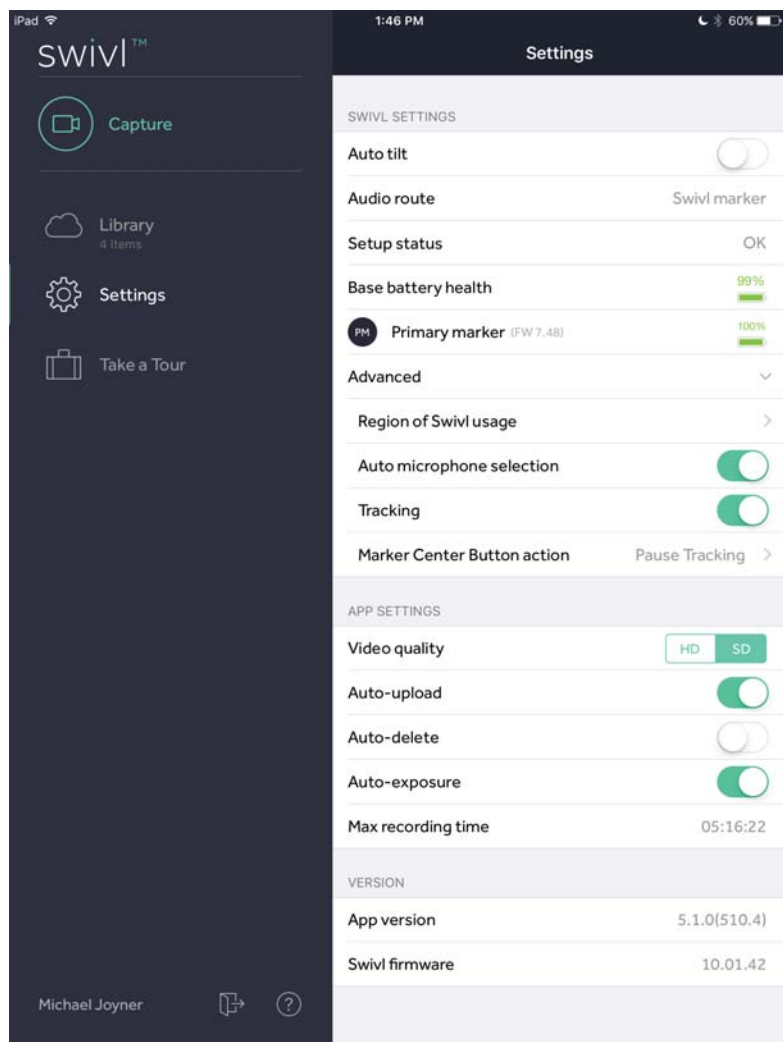 iPad
1:46 PM
60%
swivl™
Capture
Library
4 Items
Settings
Take a Tour
Michael Joyner
?
Settings
SWIVL SETTINGS
Auto tilt
Audio route Swivl marker
Setup status OK
Base battery health 99%
PM Primary marker (FW 7.48) 100%
Advanced
Region of Swivl usage
Auto microphone selection
Tracking
Marker Center Button action Pause Tracking
APP SETTINGS
Video quality HD SD
Auto-upload
Auto-delete
Auto-exposure
Max recording time 05:16:22
VERSION
App version 5.1.0(510.4)
Swivl firmware 10.01.42